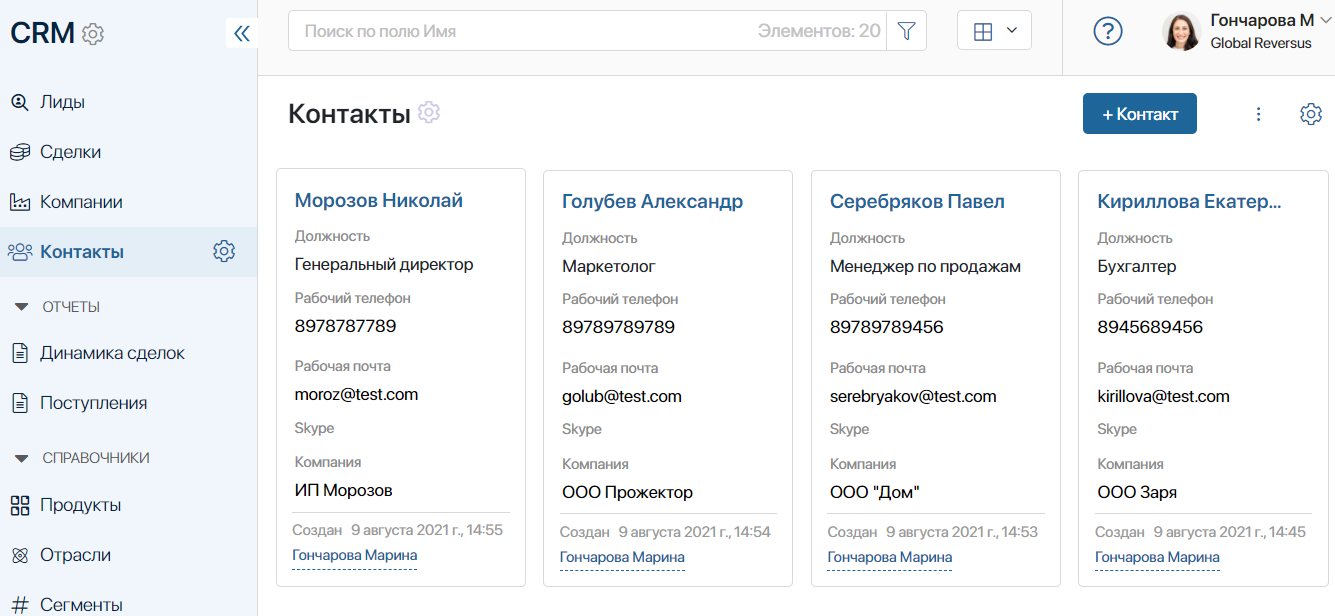 CRM
Лиды
Сделки
Компании
Контакты
ОТЧЕТЫ
Динамика сделок
Поступления
СПРАВОЧНИКИ
Продукты
Отрасли
Сегменты
Поиск по полю Имя
Элементов: 20
?
Гончарова М
Global Reversus
Контакты
+ Контакт
Морозов Николай
Должность
Генеральный директор
Рабочий телефон
8978787789
Рабочая почта
moroz@test.com
Skype
Компания
ИП Морозов
Создан 9 августа 2021 г., 14:55
Гончарова Марина
Голубев Александр
Должность
Маркетолог
Рабочий телефон
89789789789
Рабочая почта
golub@test.com
Skype
Компания
ООО Прожектор
Создан 9 августа 2021 г., 14:54
Гончарова Марина
Серебряков Павел
Должность
Менеджер по продажам
Рабочий телефон
89789789456
Рабочая почта
serebryakov@test.com
Skype
Компания
ООО "Дом"
Создан 9 августа 2021 г., 14:53
Гончарова Марина
Кириллова Екатер...
Должность
Бухгалтер
Рабочий телефон
8945689456
Рабочая почта
kirillova@test.com
Skype
Компания
ООО Заря
Создан 9 августа 2021 г., 14:45
Гончарова Марина